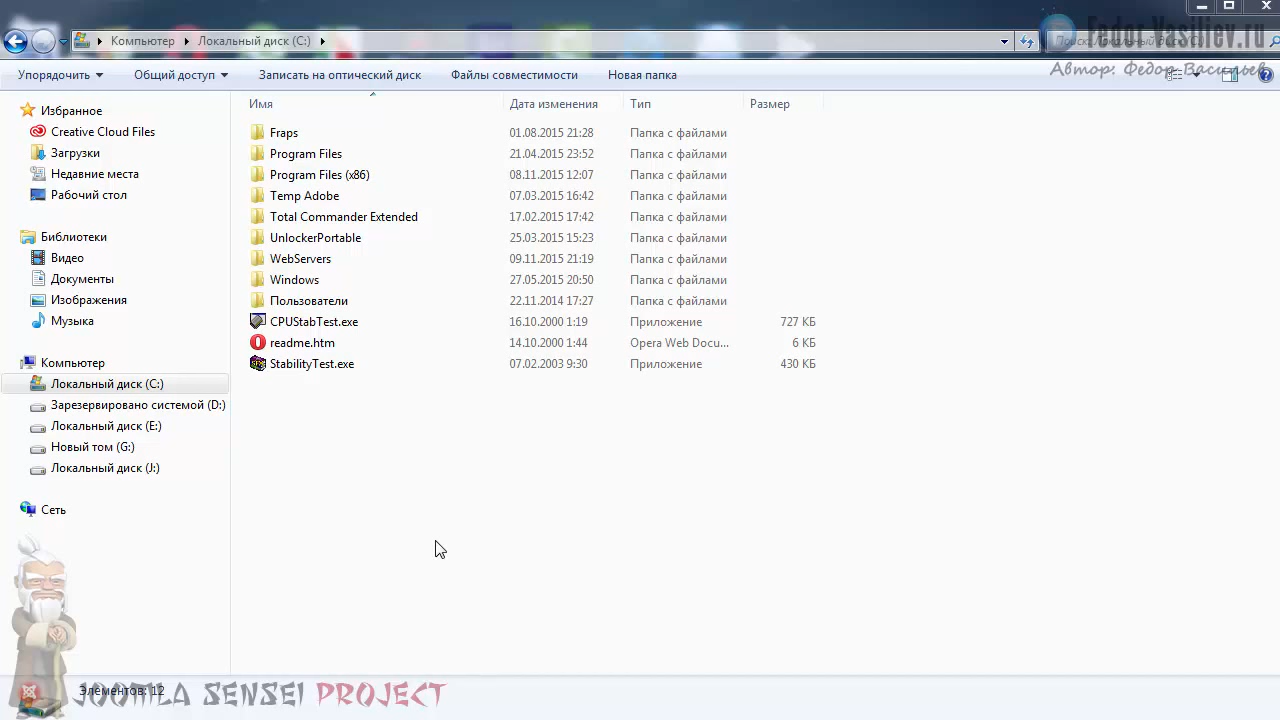 Fedor-Vasiliev.ru
Компьютер Локальный диск (C:)
Поиск: Локальный диск (C:)
Автор: Федор Васильев
Упорядочить Общий доступ Записать на оптический диск Файлы совместимости Новая папка
Имя Дата изменения Тип Размер
Избранное
Creative Cloud Files
Загрузки
Недавние места
Рабочий стол
Библиотеки
Видео
Документы
Изображения
Музыка
Компьютер
Локальный диск (C:)
Зарезервировано системой (D:)
Локальный диск (E:)
Новый том (G:)
Локальный диск (J:)
Сеть
Fraps 01.08.2015 21:28 Папка с файлами
Program Files 21.04.2015 23:52 Папка с файлами
Program Files (x86) 08.11.2015 12:07 Папка с файлами
Temp Adobe 07.03.2015 16:42 Папка с файлами
Total Commander Extended 17.02.2015 17:42 Папка с файлами
UnlockerPortable 25.03.2015 15:23 Папка с файлами
WebServers 09.11.2015 21:19 Папка с файлами
Windows 27.05.2015 20:50 Папка с файлами
Пользователи 22.11.2014 17:27 Папка с файлами
CPUStabTest.exe 16.10.2000 1:19 Приложение 727 КБ
readme.htm 14.10.2000 1:44 Opera Web Docu... 6 КБ
StabilityTest.exe 07.02.2003 9:30 Приложение 430 КБ
Элементов: 12
JOOMLA SENSEI PROJECT